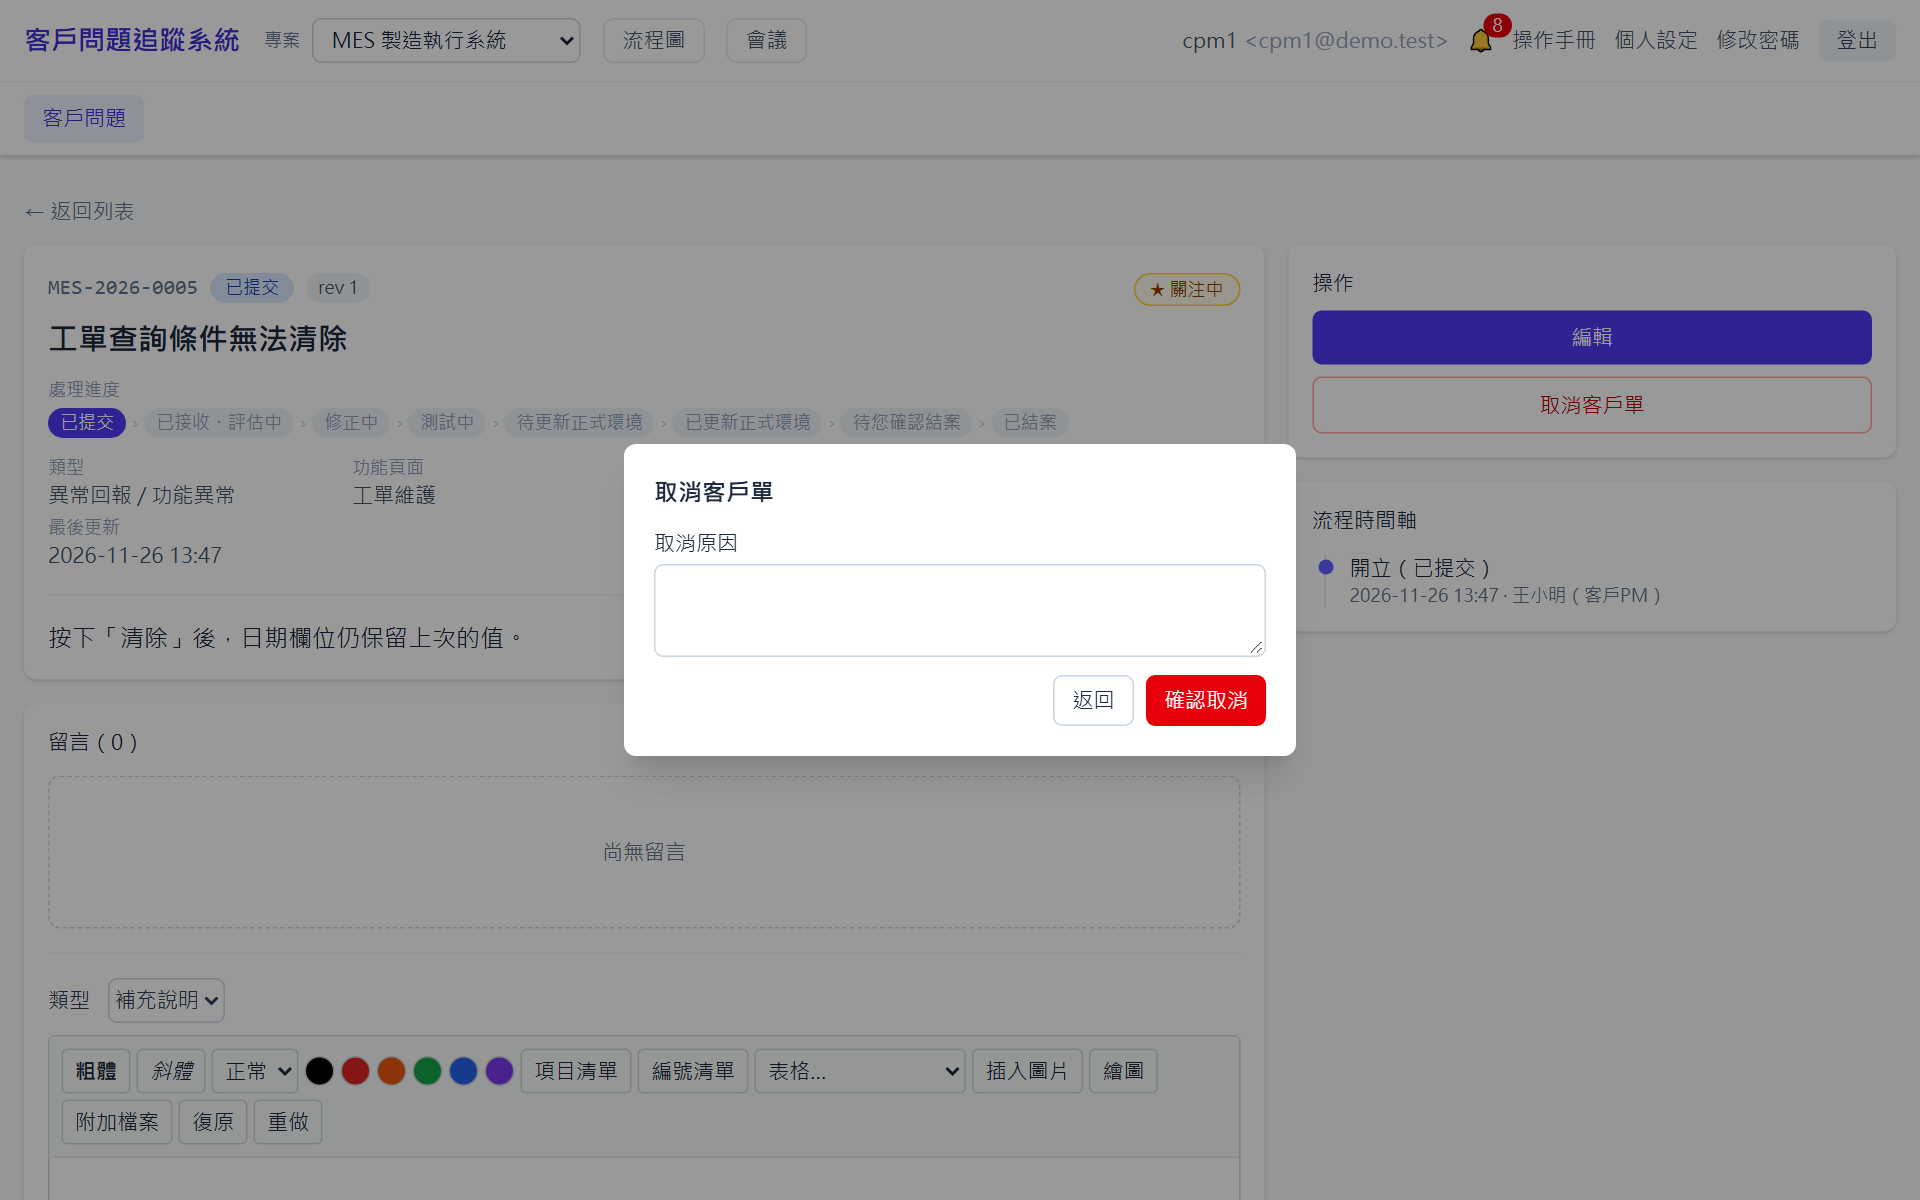 客戶問題追蹤系統 專案 MES 製造執行系統 流程圖 會議 cpm1 <cpm1@demo.test> 8 操作手冊 個人設定 修改密碼 登出
客戶問題
← 返回列表
MES-2026-0005 已提交 rev 1 ★ 關注中
工單查詢條件無法清除
處理進度
已提交 › 已接收 · 評估中 › 修正中 › 測試中 › 待更新正式環境 › 已更新正式環境 › 待您確認結案 › 已結案
類型 功能頁面
異常回報 / 功能異常 工單維護
最後更新
2026-11-26 13:47
按下「清除」後，日期欄位仍保留上次的值。
操作
編輯
取消客戶單
流程時間軸
開立（已提交）
2026-11-26 13:47 · 王小明（客戶PM）
取消客戶單
取消原因
返回 確認取消
留言（0）
尚無留言
類型 補充說明
粗體 斜體 正常 項目清單 編號清單 表格... 插入圖片 繪圖
附加檔案 復原 重做